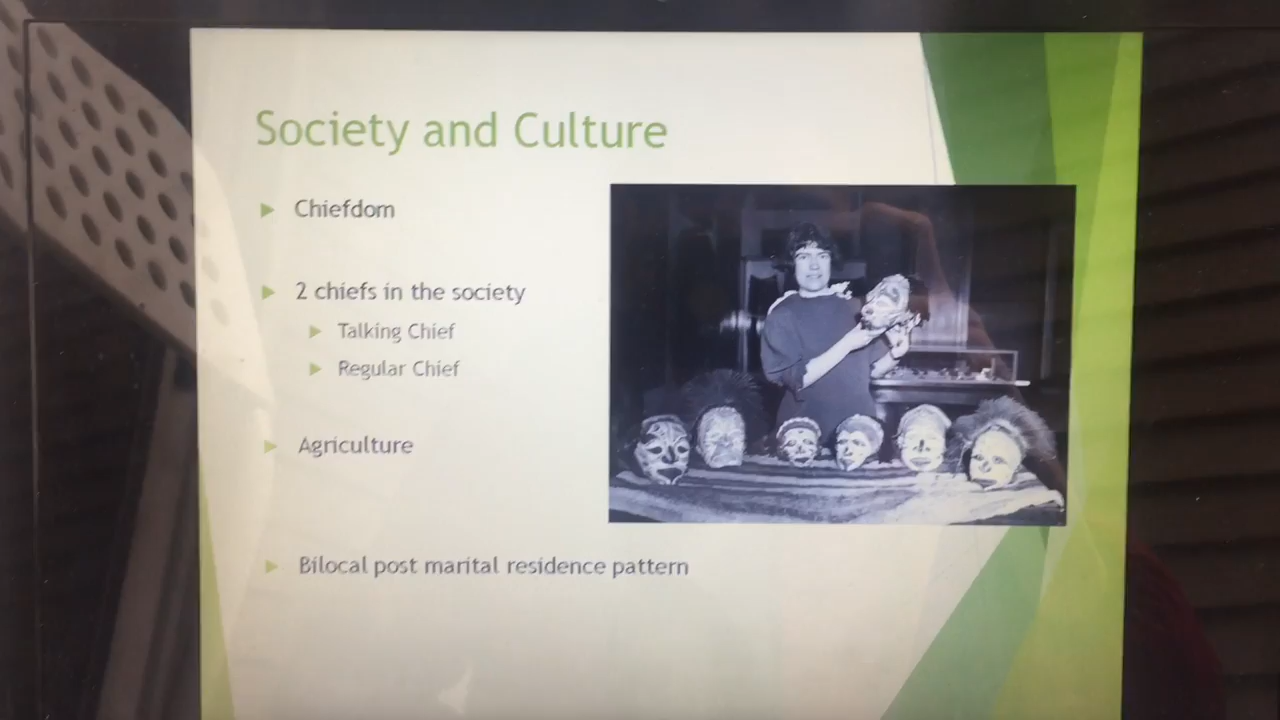 Society and Culture
Chiefdom
2 chiefs in the society
Talking Chief
Regular Chief
Agriculture
Bilocal post marital residence pattern